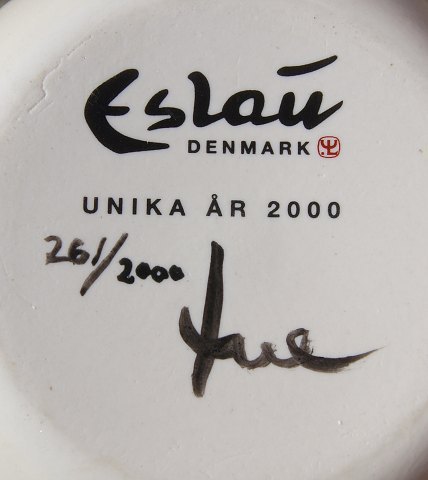 Eslau
DENMARK
UNIKA ÅR 2000
261/2000